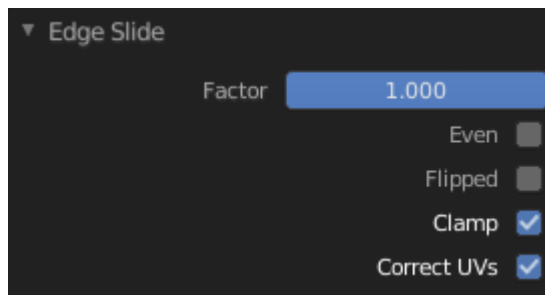 Edge Slide
Factor 1.000
Even
Flipped
Clamp
Correct UVs